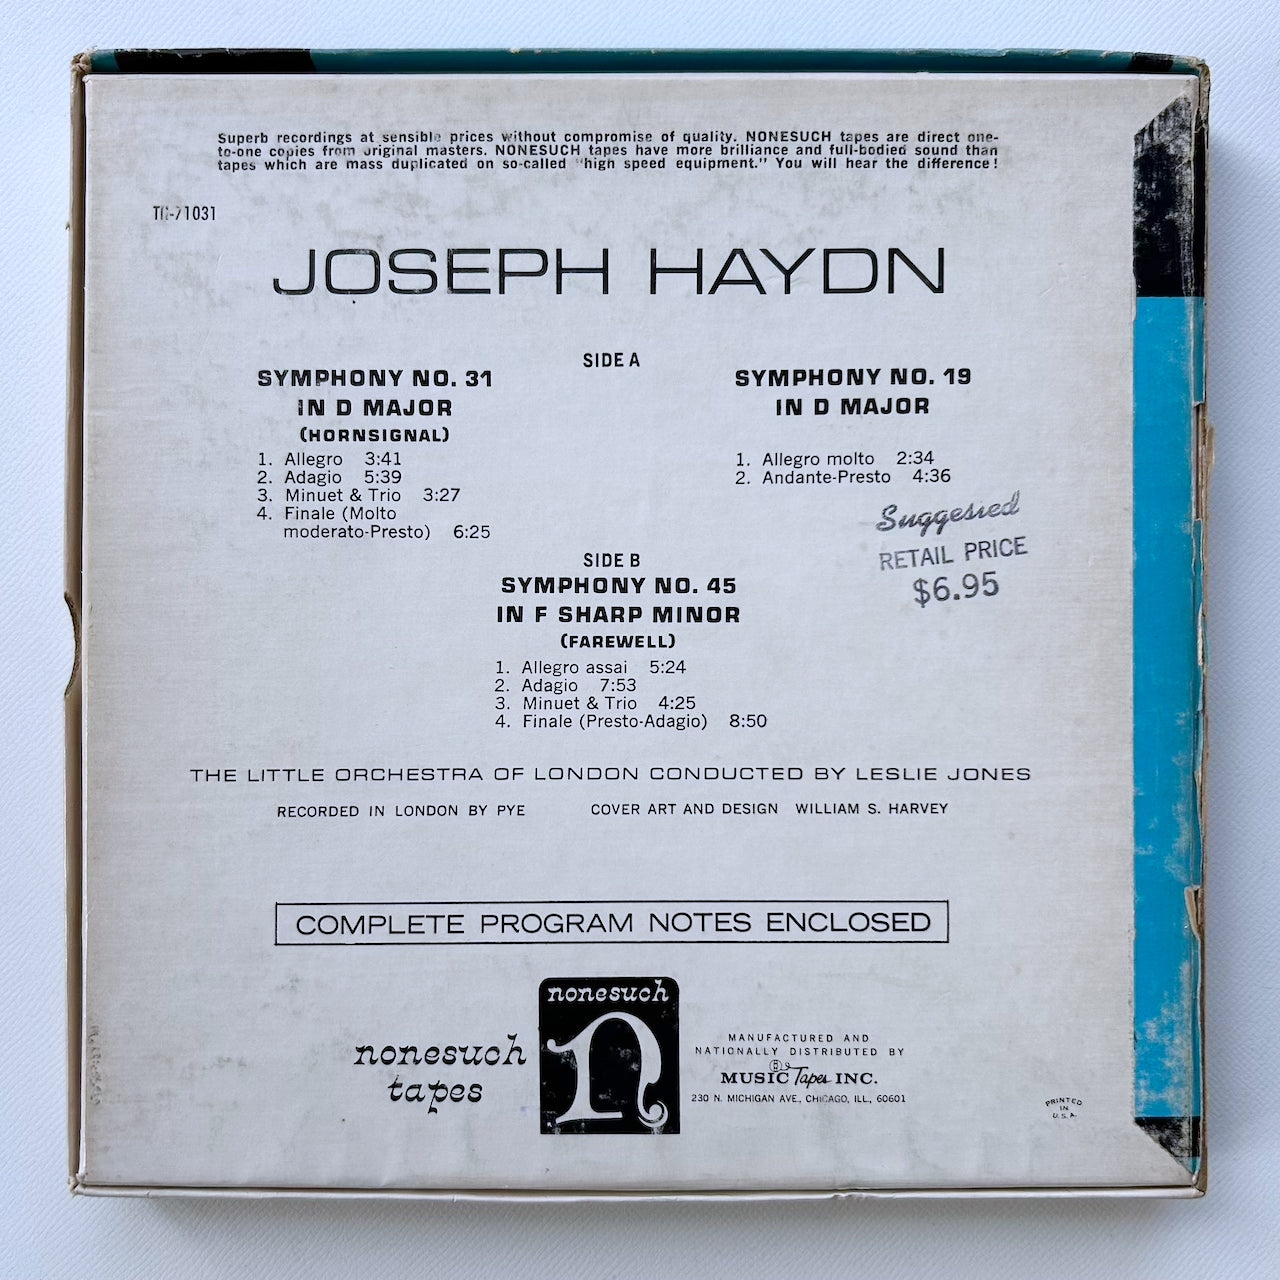 Superb recordings at sensible prices without compromise of quality. NONESUCH tapes are direct one-
to-one copies from original masters. NONESUCH tapes have more brilliance and full-bodied sound than
tapes which are mass duplicated on so-called "high speed equipment." You will hear the difference!
JOSEPH HAYDN
SIDE A
SYMPHONY NO. 31
IN D MAJOR
(HORNSIGNAL)
1. Allegro 3:41
2. Adagio 5:39
3. Minuet & Trio 3:27
4. Finale (Molto
moderato-Presto) 6:25
SYMPHONY NO. 19
IN D MAJOR
1. Allegro molto 2:34
2. Andante-Presto 4:36
Suggested
RETAIL PRICE
$6.95
SIDE B
SYMPHONY NO. 45
IN F SHARP MINOR
(FAREWELL)
1. Allegro assai 5:24
2. Adagio 7:53
3. Minuet & Trio 4:25
4. Finale (Presto-Adagio) 8:50
THE LITTLE ORCHESTRA OF LONDON CONDUCTED BY LESLIE JONES
RECORDED IN LONDON BY PYE COVER ART AND DESIGN WILLIAM S. HARVEY
COMPLETE PROGRAM NOTES ENCLOSED
nonesuch
tapes
nonesuch
n
MANUFACTURED AND
NATIONALLY DISTRIBUTED BY
MUSIC Tapes INC.
230 N. MICHIGAN AVE., CHICAGO, ILL., 60601
PRINTED
IN
U.S.A.